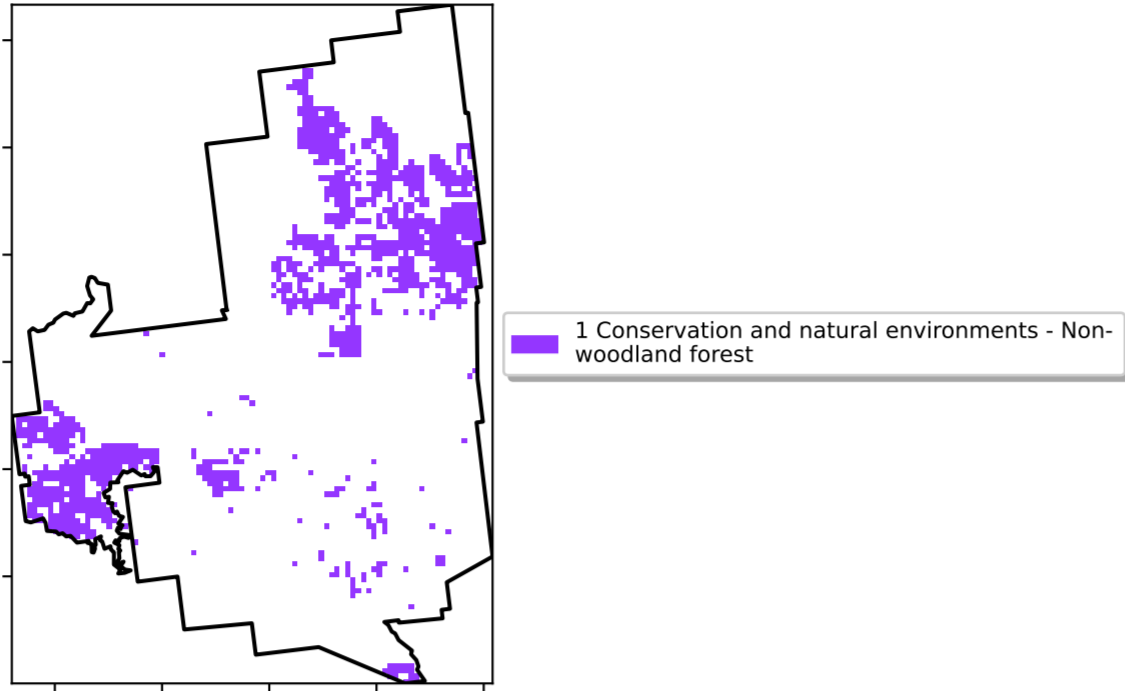 1 Conservation and natural environments - Non-
woodland forest